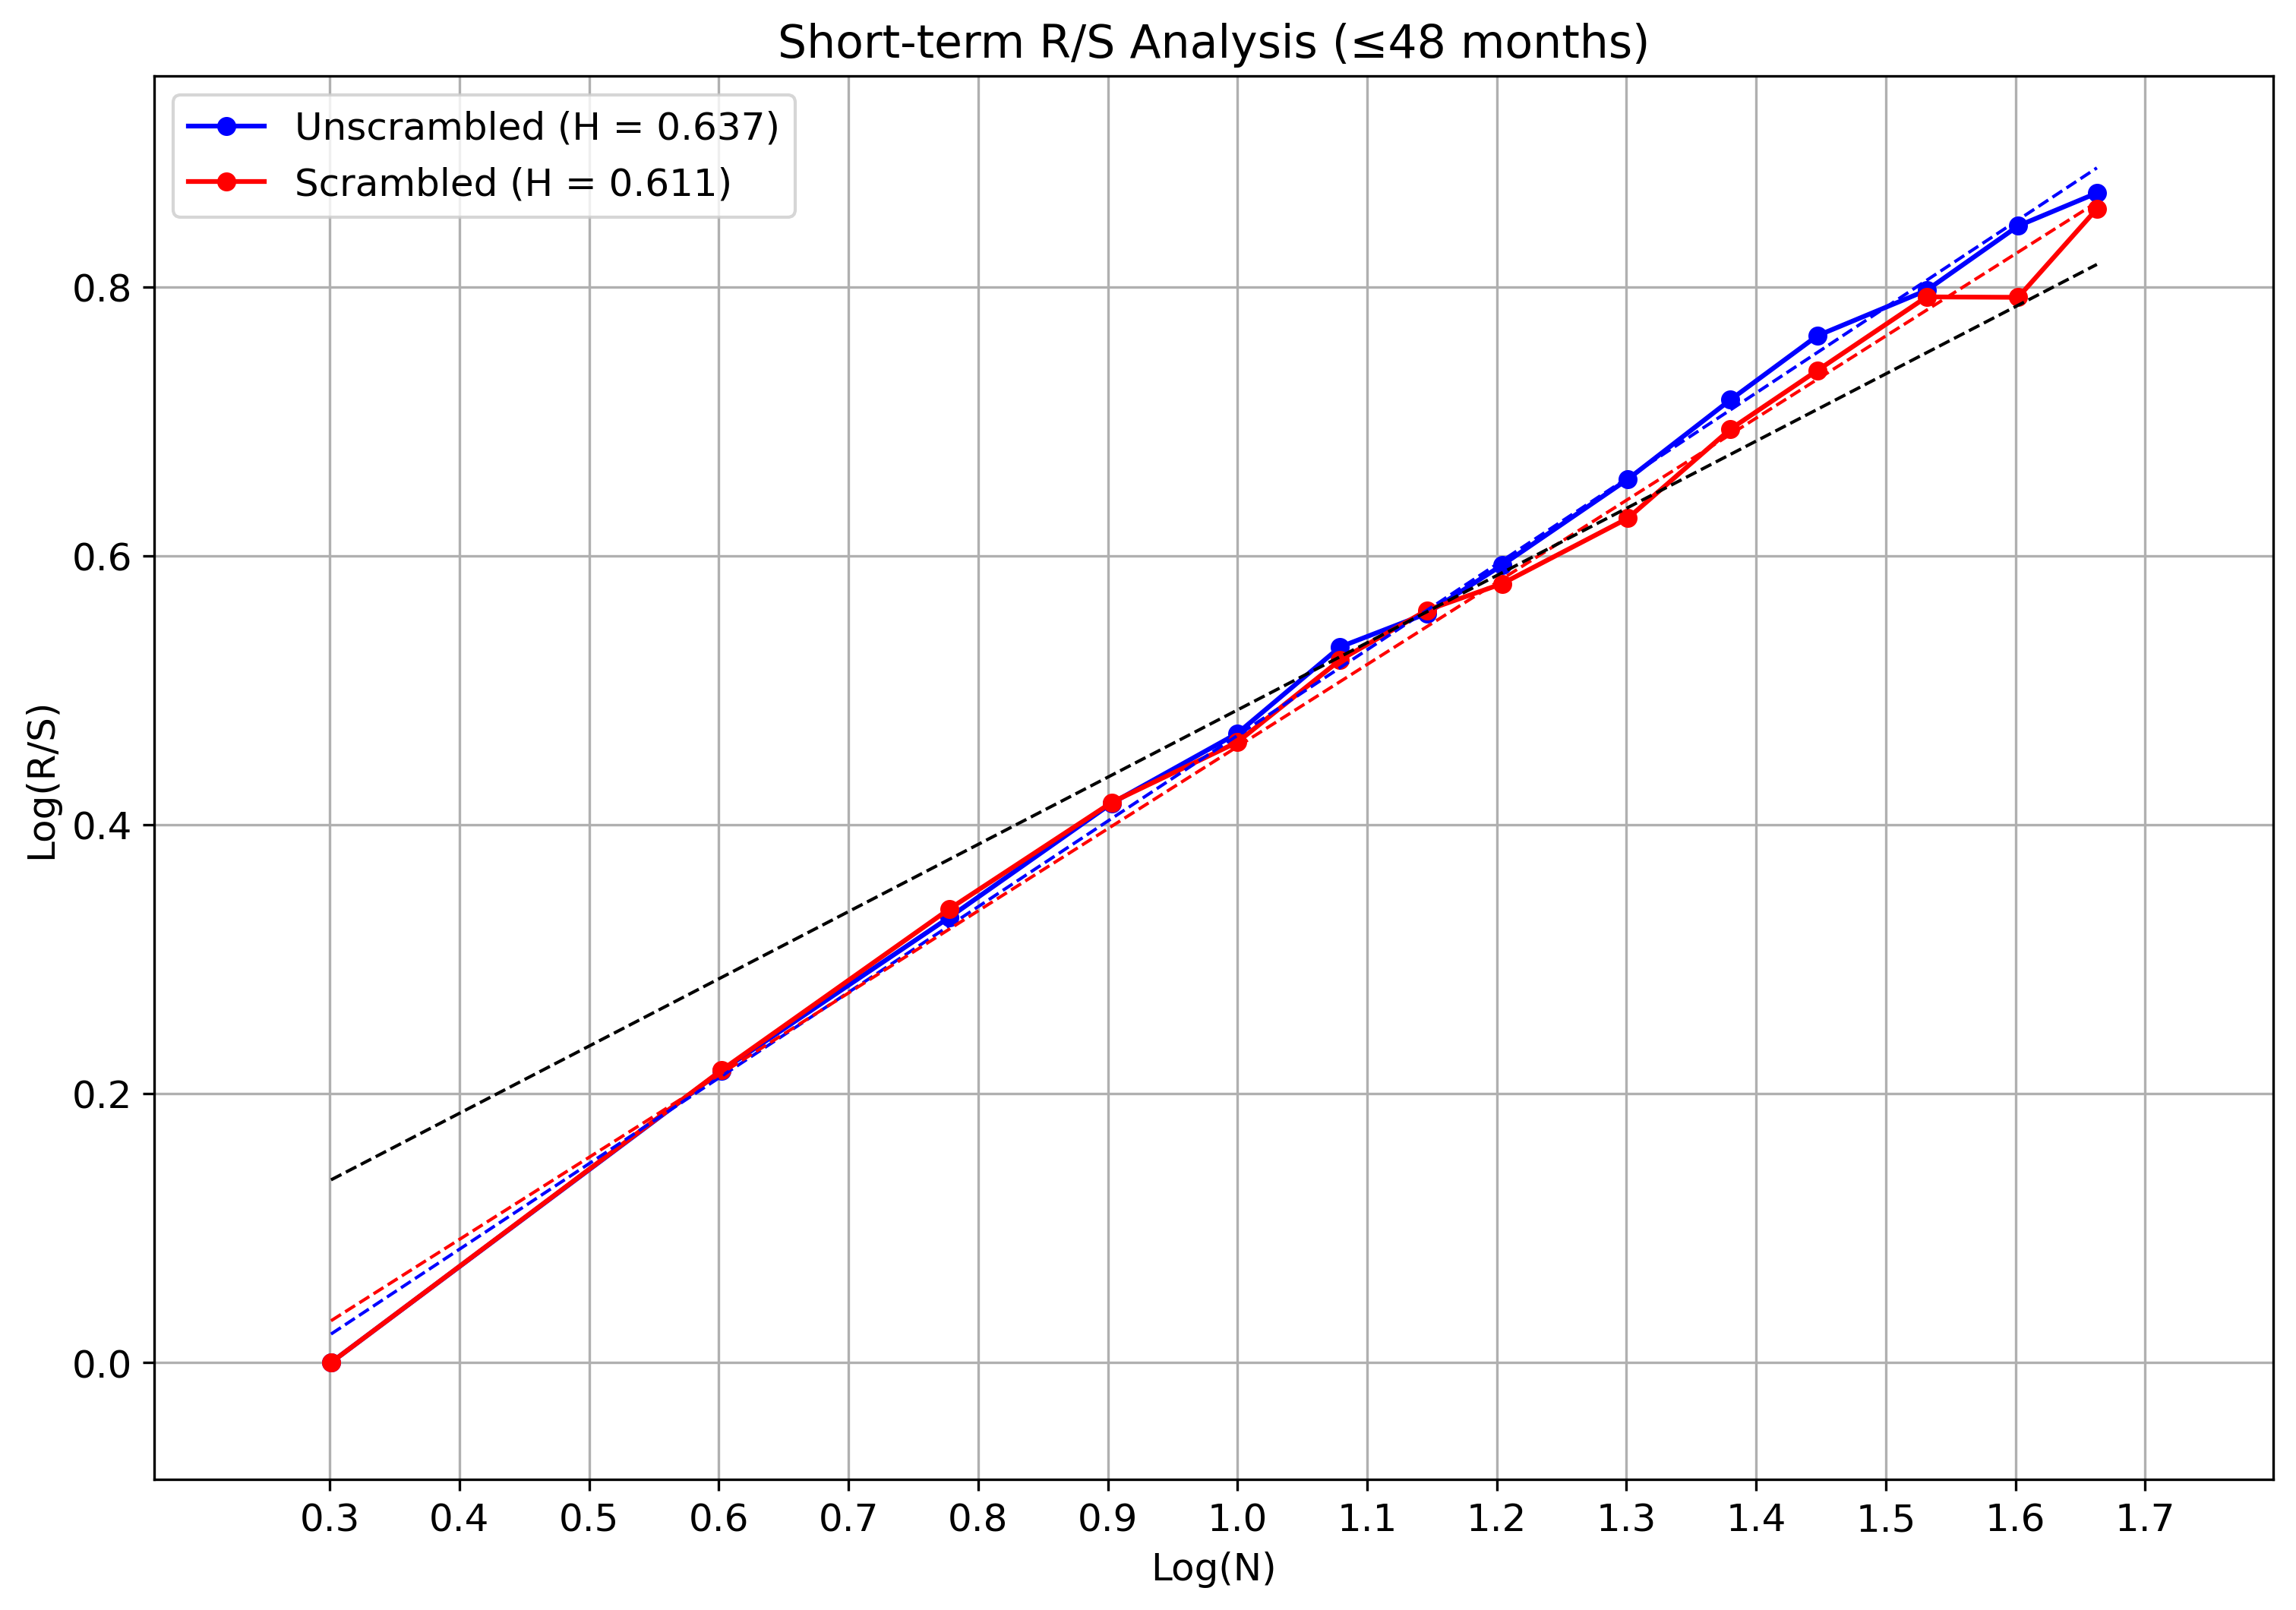 Short-term R/S Analysis (≤48 months)
Unscrambled (H = 0.637)
Scrambled (H = 0.611)
Log(R/S)
0.8
0.6
0.4
0.2
0.0
0.3 0.4 0.5 0.6 0.7 0.8 0.9 1.0 1.1 1.2 1.3 1.4 1.5 1.6 1.7
Log(N)